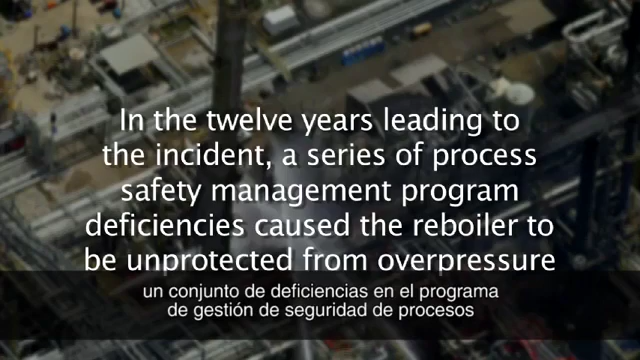 In the twelve years leading to
the incident, a series of process
safety management program
deficiencies caused the reboiler to
be unprotected from overpressure
un conjunto de deficiencias en el programa
de gestión de seguridad de procesos